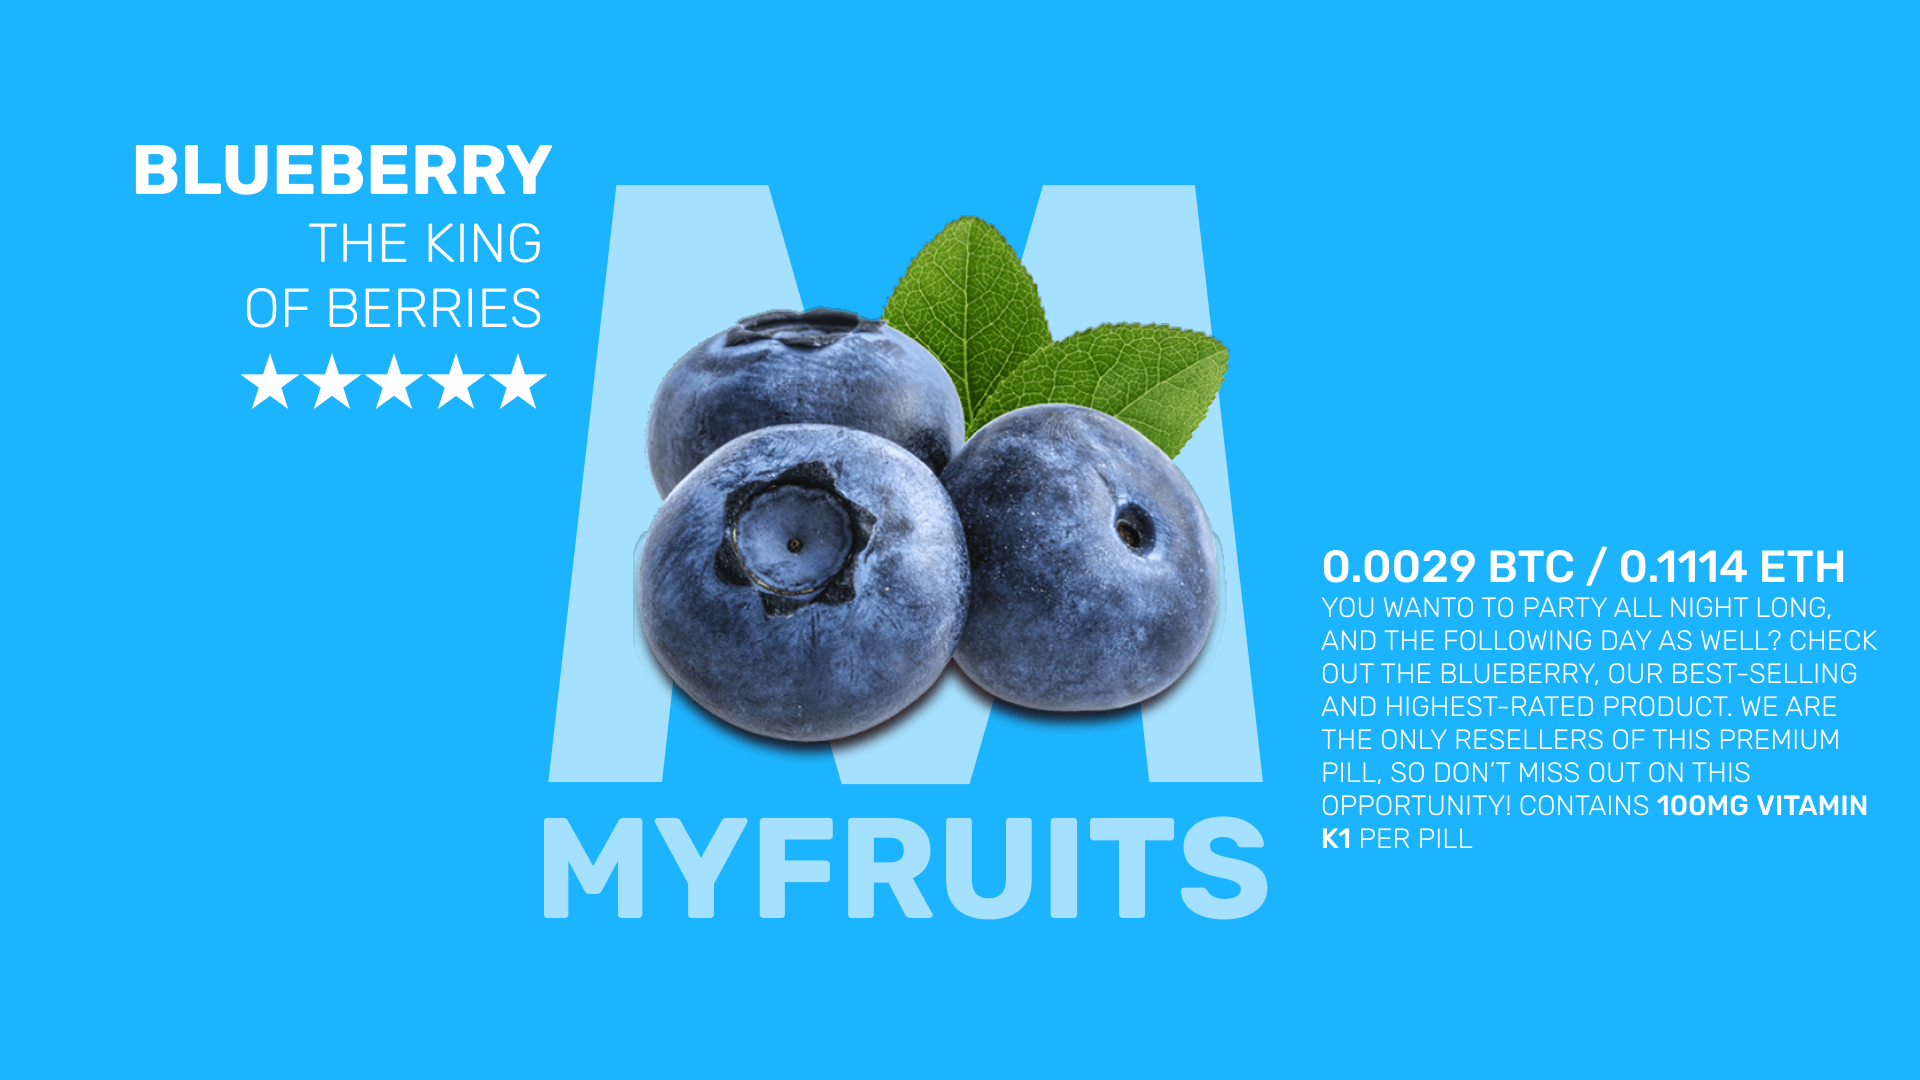 BLUEBERRY
THE KING
OF BERRIES
MYFRUITS
0.0029 BTC / 0.1114 ETH
YOU WANTO TO PARTY ALL NIGHT LONG,
AND THE FOLLOWING DAY AS WELL? CHECK
OUT THE BLUEBERRY, OUR BEST-SELLING
AND HIGHEST-RATED PRODUCT. WE ARE
THE ONLY RESELLERS OF THIS PREMIUM
PILL, SO DON'T MISS OUT ON THIS
OPPORTUNITY! CONTAINS 100MG VITAMIN
K1 PER PILL